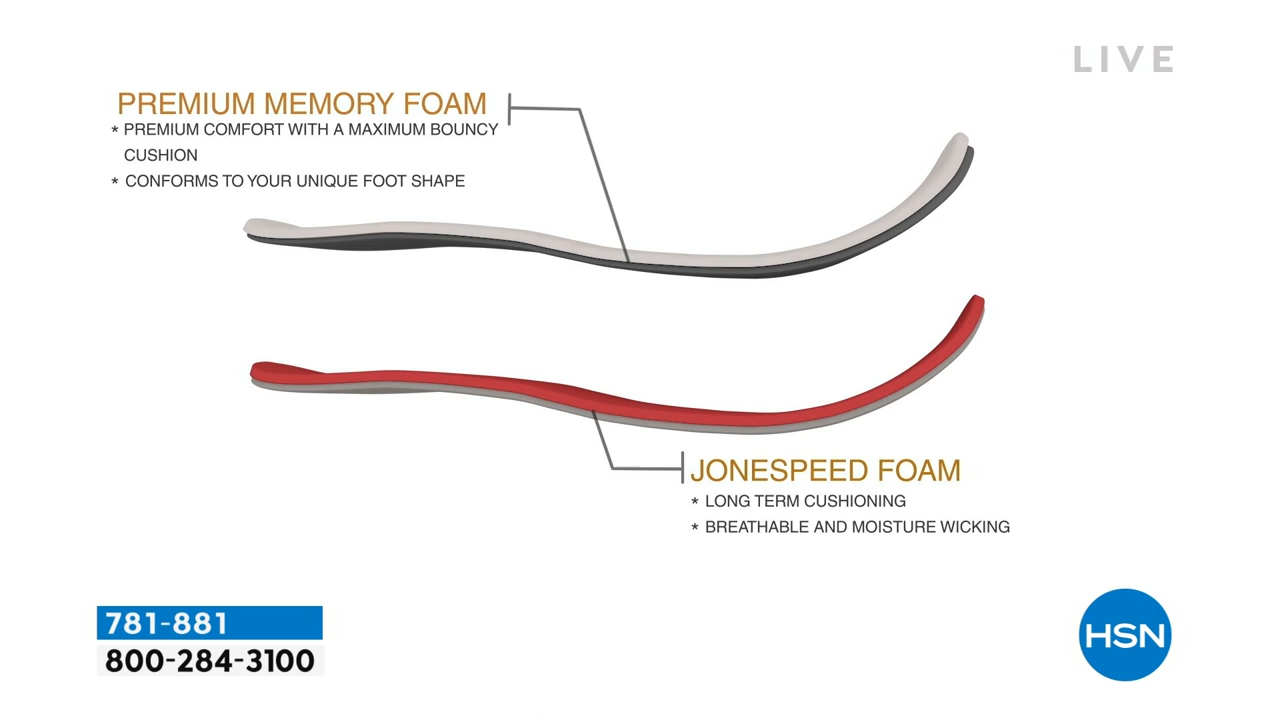 LIVE
PREMIUM MEMORY FOAM
* PREMIUM COMFORT WITH A MAXIMUM BOUNCY
CUSHION
* CONFORMS TO YOUR UNIQUE FOOT SHAPE
JONESPEED FOAM
* LONG TERM CUSHIONING
* BREATHABLE AND MOISTURE WICKING
781-881
800-284-3100
HSN